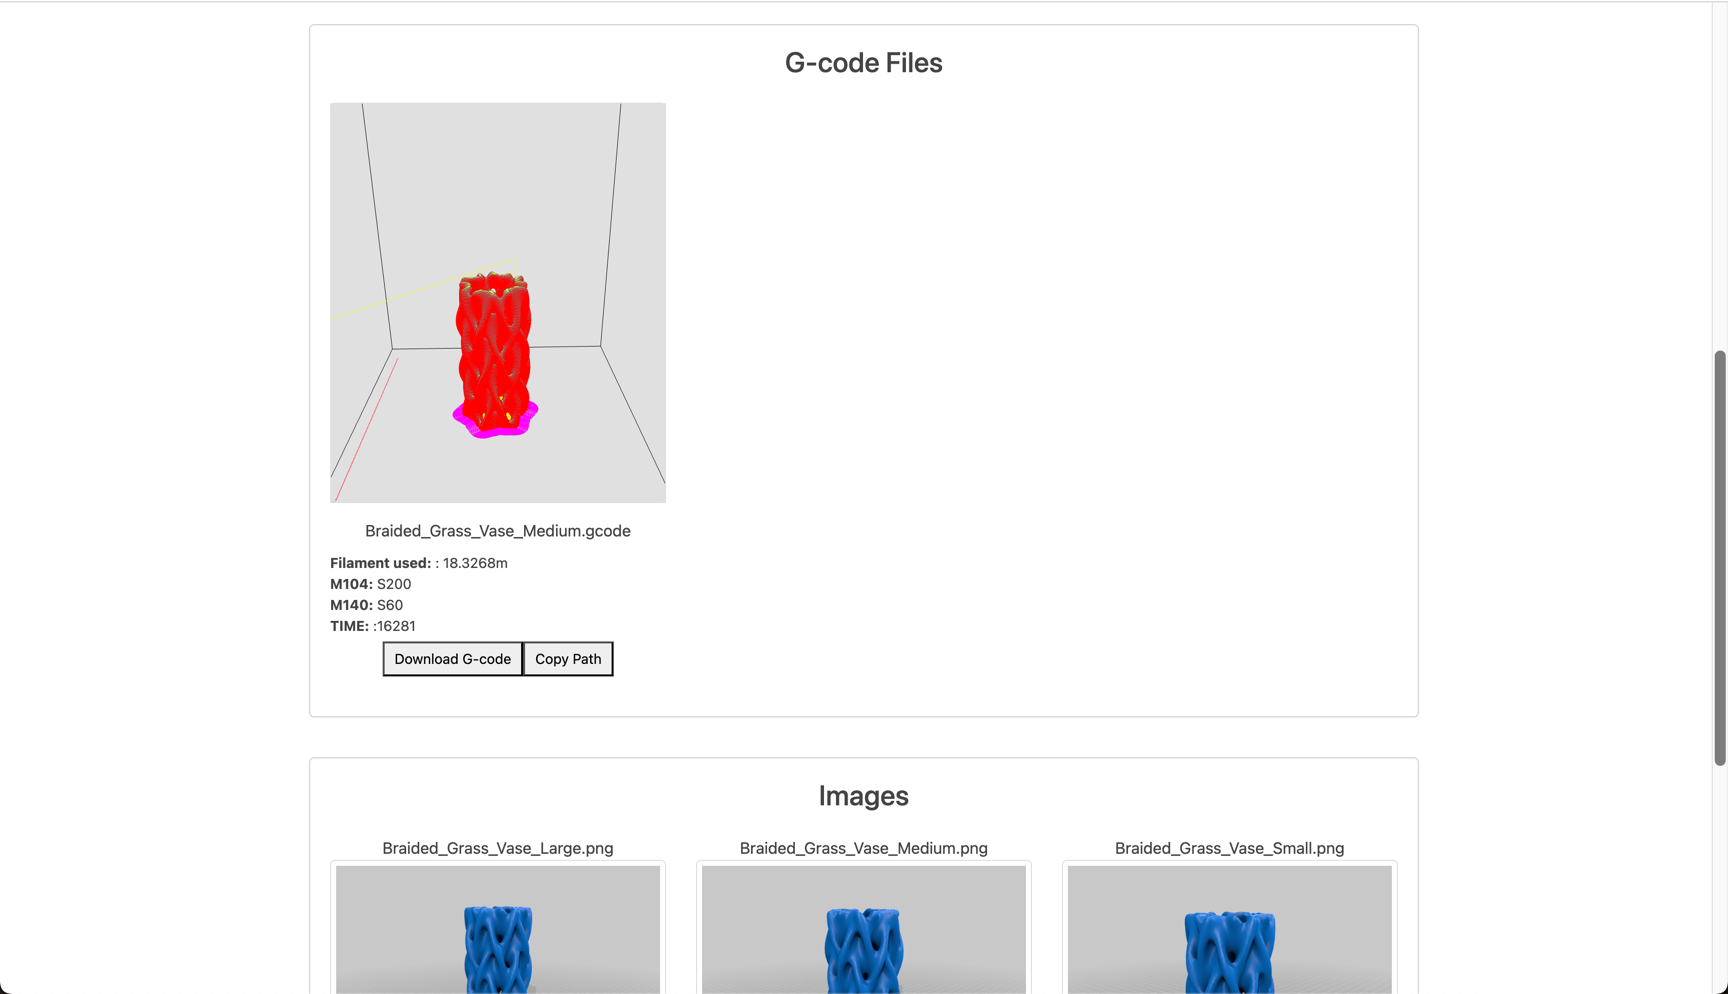 G-code Files
Braided_Grass_Vase_Medium.gcode
Filament used: : 18.3268m
M104: S200
M140: S60
TIME: :16281
Download G-code Copy Path
Images
Braided_Grass_Vase_Large.png Braided_Grass_Vase_Medium.png Braided_Grass_Vase_Small.png